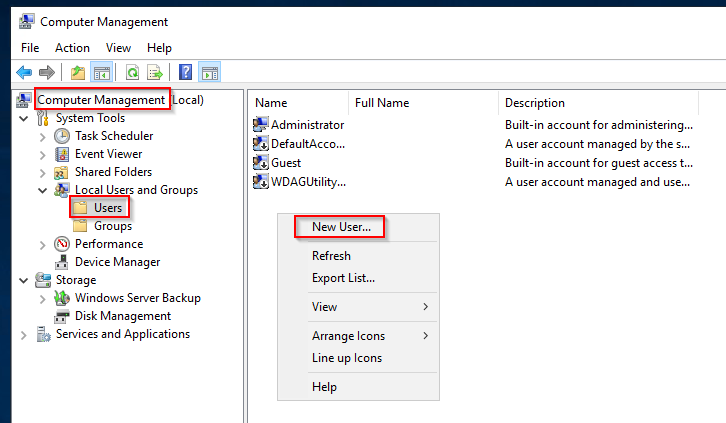 Computer Management
File Action View Help
Computer Management (Local)
System Tools
Task Scheduler
Event Viewer
Shared Folders
Local Users and Groups
Users
Groups
Performance
Device Manager
Storage
Windows Server Backup
Disk Management
Services and Applications
Name Full Name Description
Administrator Built-in account for administering...
DefaultAcco... A user account managed by the s...
Guest Built-in account for guest access t...
WDAGUtility... A user account managed and use...
New User...
Refresh
Export List...
View
Arrange Icons
Line up Icons
Help